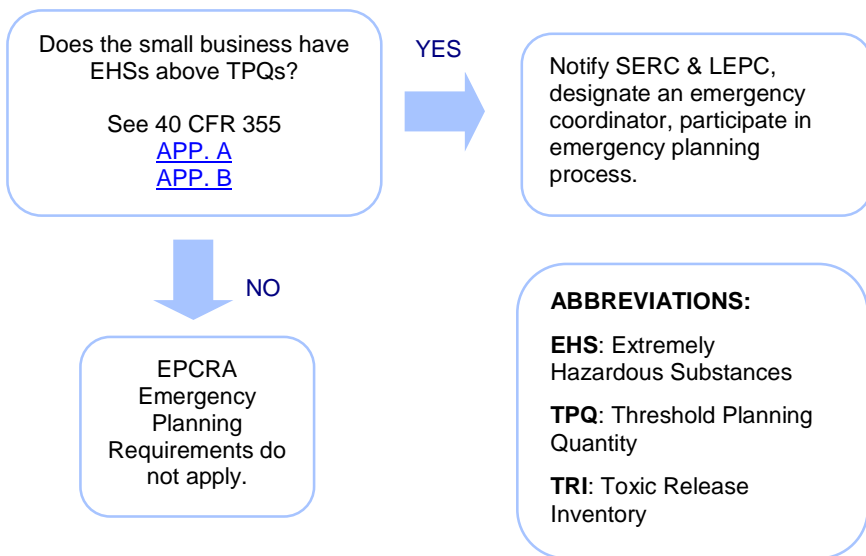 Does the small business have
EHSs above TPQs?
See 40 CFR 355
APP. A
APP. B
YES
Notify SERC & LEPC,
designate an emergency
coordinator, participate in
emergency planning
process.
NO
EPCRA
Emergency
Planning
Requirements do
not apply.
ABBREVIATIONS:
EHS: Extremely
Hazardous Substances
TPQ: Threshold Planning
Quantity
TRI: Toxic Release
Inventory